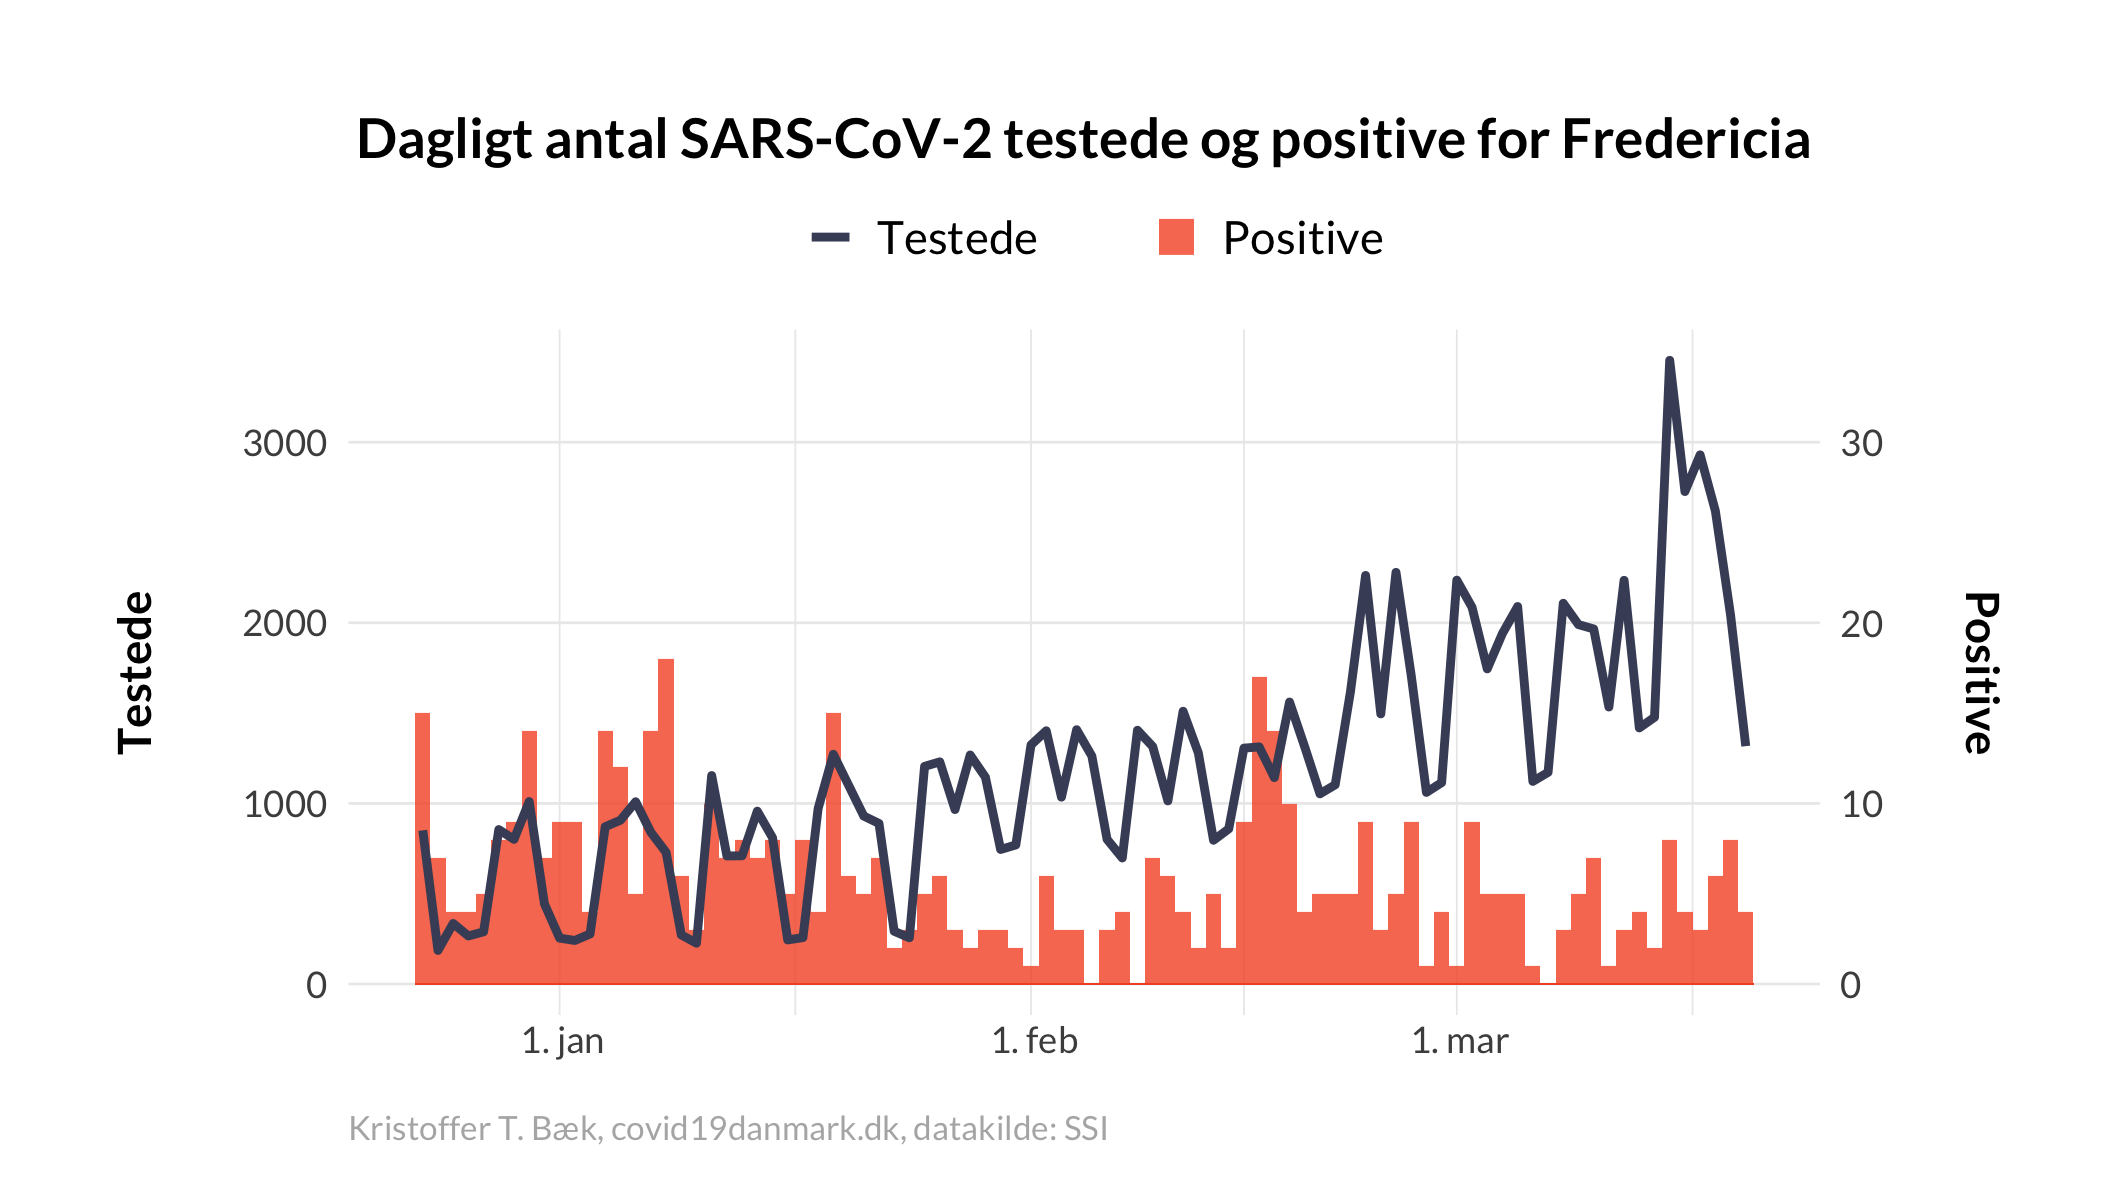 Dagligt antal SARS-CoV-2 testede og positive for Fredericia
Testede
Positive
Testede
3000
2000
1000
0
30
20
10
0
Positive
1. jan
1. feb
1. mar
Kristoffer T. Bæk, covid19danmark.dk, datakilde: SSI